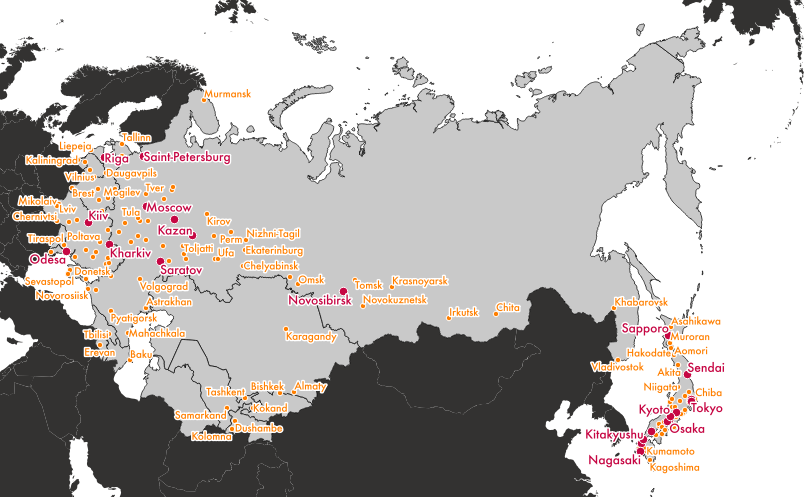 Murmansk
Tallinn
Liepeja
Riga
Saint-Petersburg
Kaliningrad
Daugavpils
Vilnius
Brest
Mogilev
Tver
Mikolaiv
Lviv
Moscow
Chernivtsi
Kiiv
Tula
Kirov
Kazan
Nizhni-Tagil
Tiraspol
Poltava
Perm
Kharkiv
Toljatti
Ufa
Ekaterinburg
Odesa
Saratov
Chelyabinsk
Donetsk
Sevastopol
Volgograd
Omsk
Tomsk
Krasnoyarsk
Novorosiisk
Astrakhan
Novosibirsk
Novokuznetsk
Irkutsk
Chita
Khabarovsk
Pyatigorsk
Tbilisi
Mahachkala
Karagandy
Erevan
Baku
Sapporo
Asahikawa
Muroran
Hakodate
Aomori
Vladivostok
Akita
Sendai
Bishkek
Almaty
Tashkent
Niigata
Chiba
Kokand
Samarkand
Kyoto
Tokyo
Dushambe
Kolomna
Kitakyushu
Osaka
Kumamoto
Nagasaki
Kagoshima